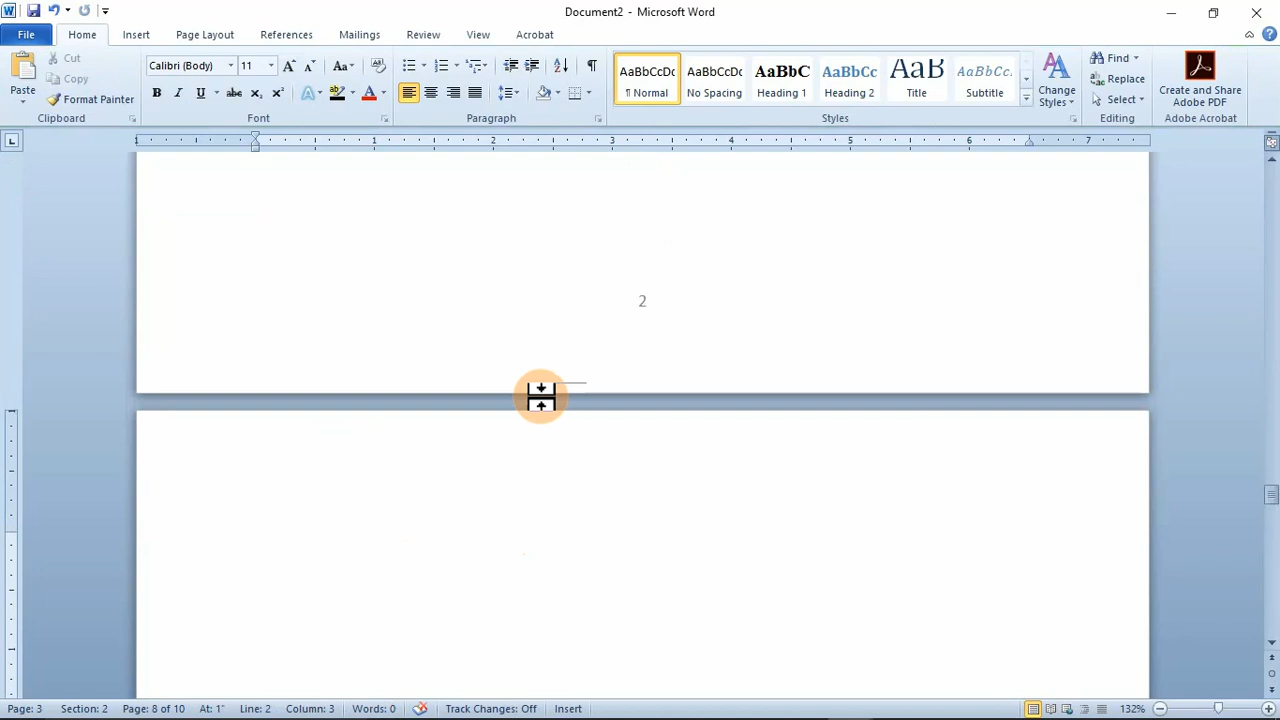 Document2 - Microsoft Word
File Home Insert Page Layout References Mailings Review View Acrobat
Paste
Cut
Copy
Format Painter
Clipboard
Calibri (Body) 11
Font
Paragraph
AaBbCcDc AaBbCcDc AaBbC AaBbCc AaB AaBbCc.
¶ Normal No Spacing Heading 1 Heading 2 Title Subtitle
Styles
Change
Styles
Find
Replace
Select
Editing
Create and Share
Adobe PDF
Adobe Acrobat
1 1 2 3 4 5 6 7
2
Page: 3 Section: 2 Page: 8 of 10 At: 1" Line: 2 Column: 3 Words: 0 Track Changes: Off Insert 132%